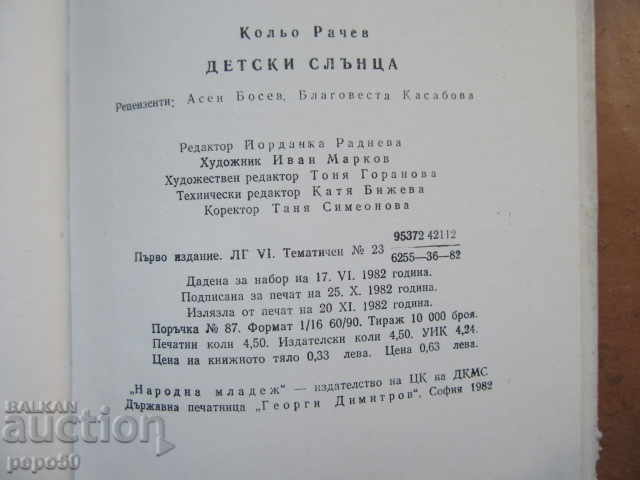 Кольо Рачев
ДЕТСКИ СЛЪНЦА
Рецензенти: Асен Босев, Благовеста Касабова
Редактор Йорданка Раднева
Художник Иван Марков
Художествен редактор Тоня Горанова
Технически редактор Катя Бижева
Коректор Таня Симеонова
Първо издание. ЛГ VI. Тематичен № 23 95372 42112
6255—36—82
Дадена за набор на 17. VI. 1982 година.
Подписана за печат на 25. X. 1982 година.
Излязла от печат на 20 XI. 1982 година.
Поръчка № 87. Формат 1/16 60/90. Тираж 10 000 броя.
Печатни коли 4,50. Издателски коли 4,50. УИК 4,24.
Цена на книжното тяло 0,33 лева. Цена 0,63 лева.
„Народна младеж“ — издателство на ЦК на ДКМС
Държавна печатница „Георги Димитров“, София 1982
BALKAN
auction
pepo50